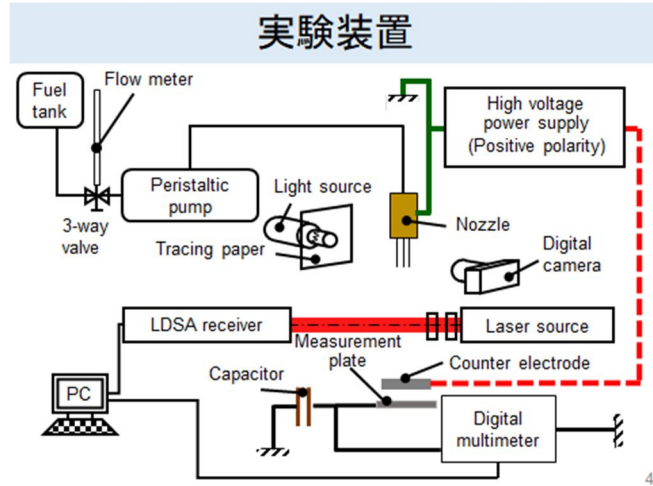 実験装置
Fuel
tank
Flow meter
3-way
valve
Peristaltic
pump
Light source
Tracing paper
High voltage
power supply
(Positive polarity)
Nozzle
Digital
camera
LDSA receiver
Laser source
Measurement
plate
Counter electrode
Capacitor
PC
Digital
multimeter
4